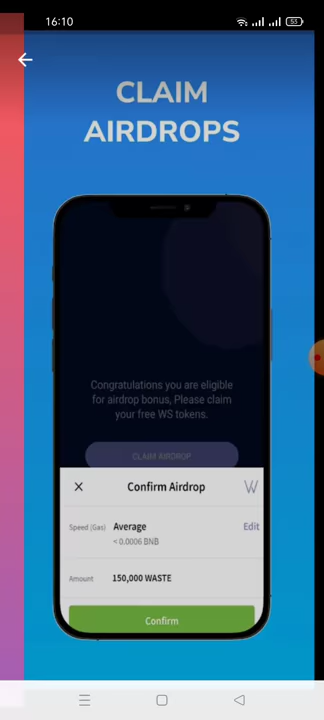 16:10
53
CLAIM
AIRDROPS
Congratulations you are eligible
for airdrop bonus, Please claim
your free WS tokens.
CLAIM AIRDROP
Confirm Airdrop
W
Speed (Gas) Average Edit
< 0.0006 BNB
Amount 150,000 WASTE
Confirm